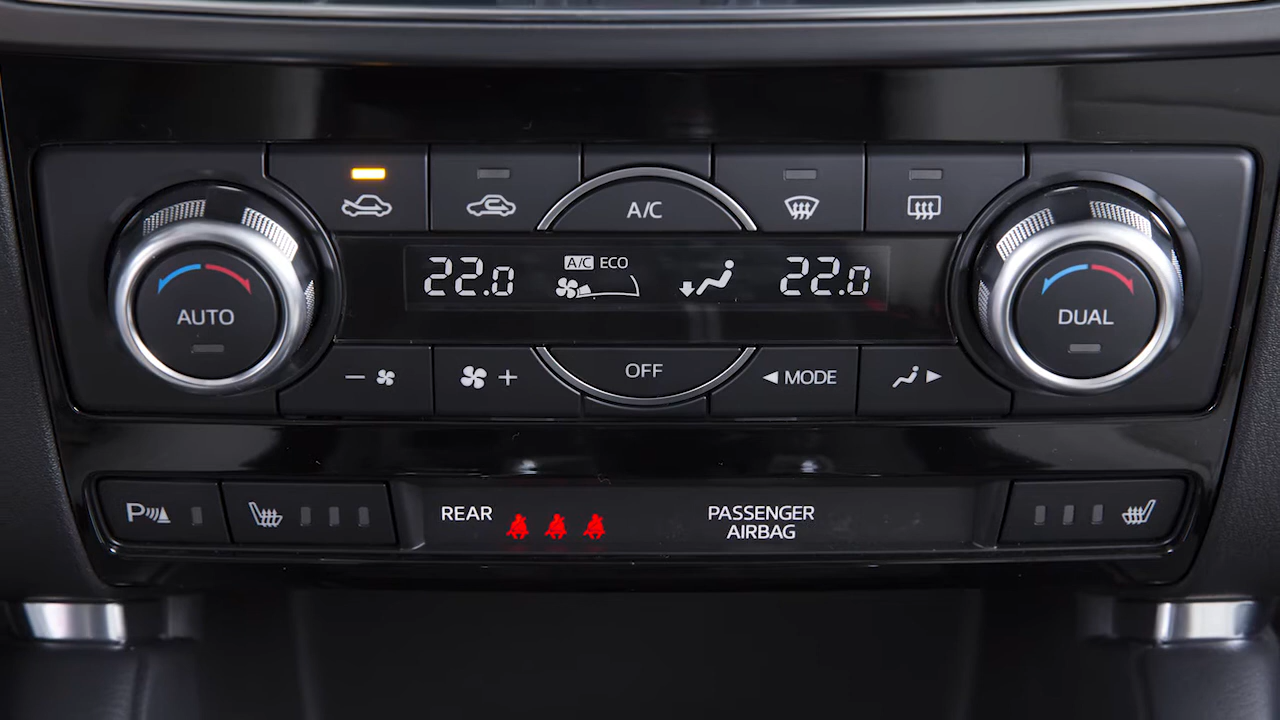 A/C
A/C ECO
22.0
22.0
AUTO
DUAL
OFF
− +
◀ MODE
▶
P
REAR
PASSENGER
AIRBAG